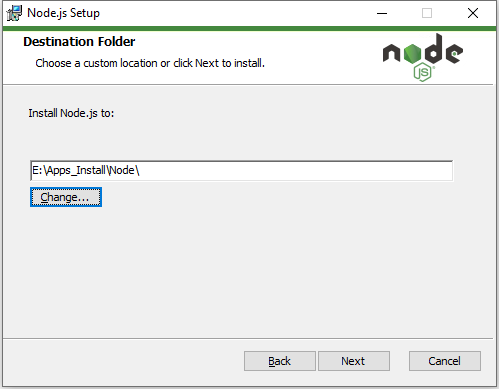 Node.js Setup
Destination Folder
Choose a custom location or click Next to install.
node
JS
Install Node.js to:
E:\Apps_Install\Node\
Change...
Back
Next
Cancel